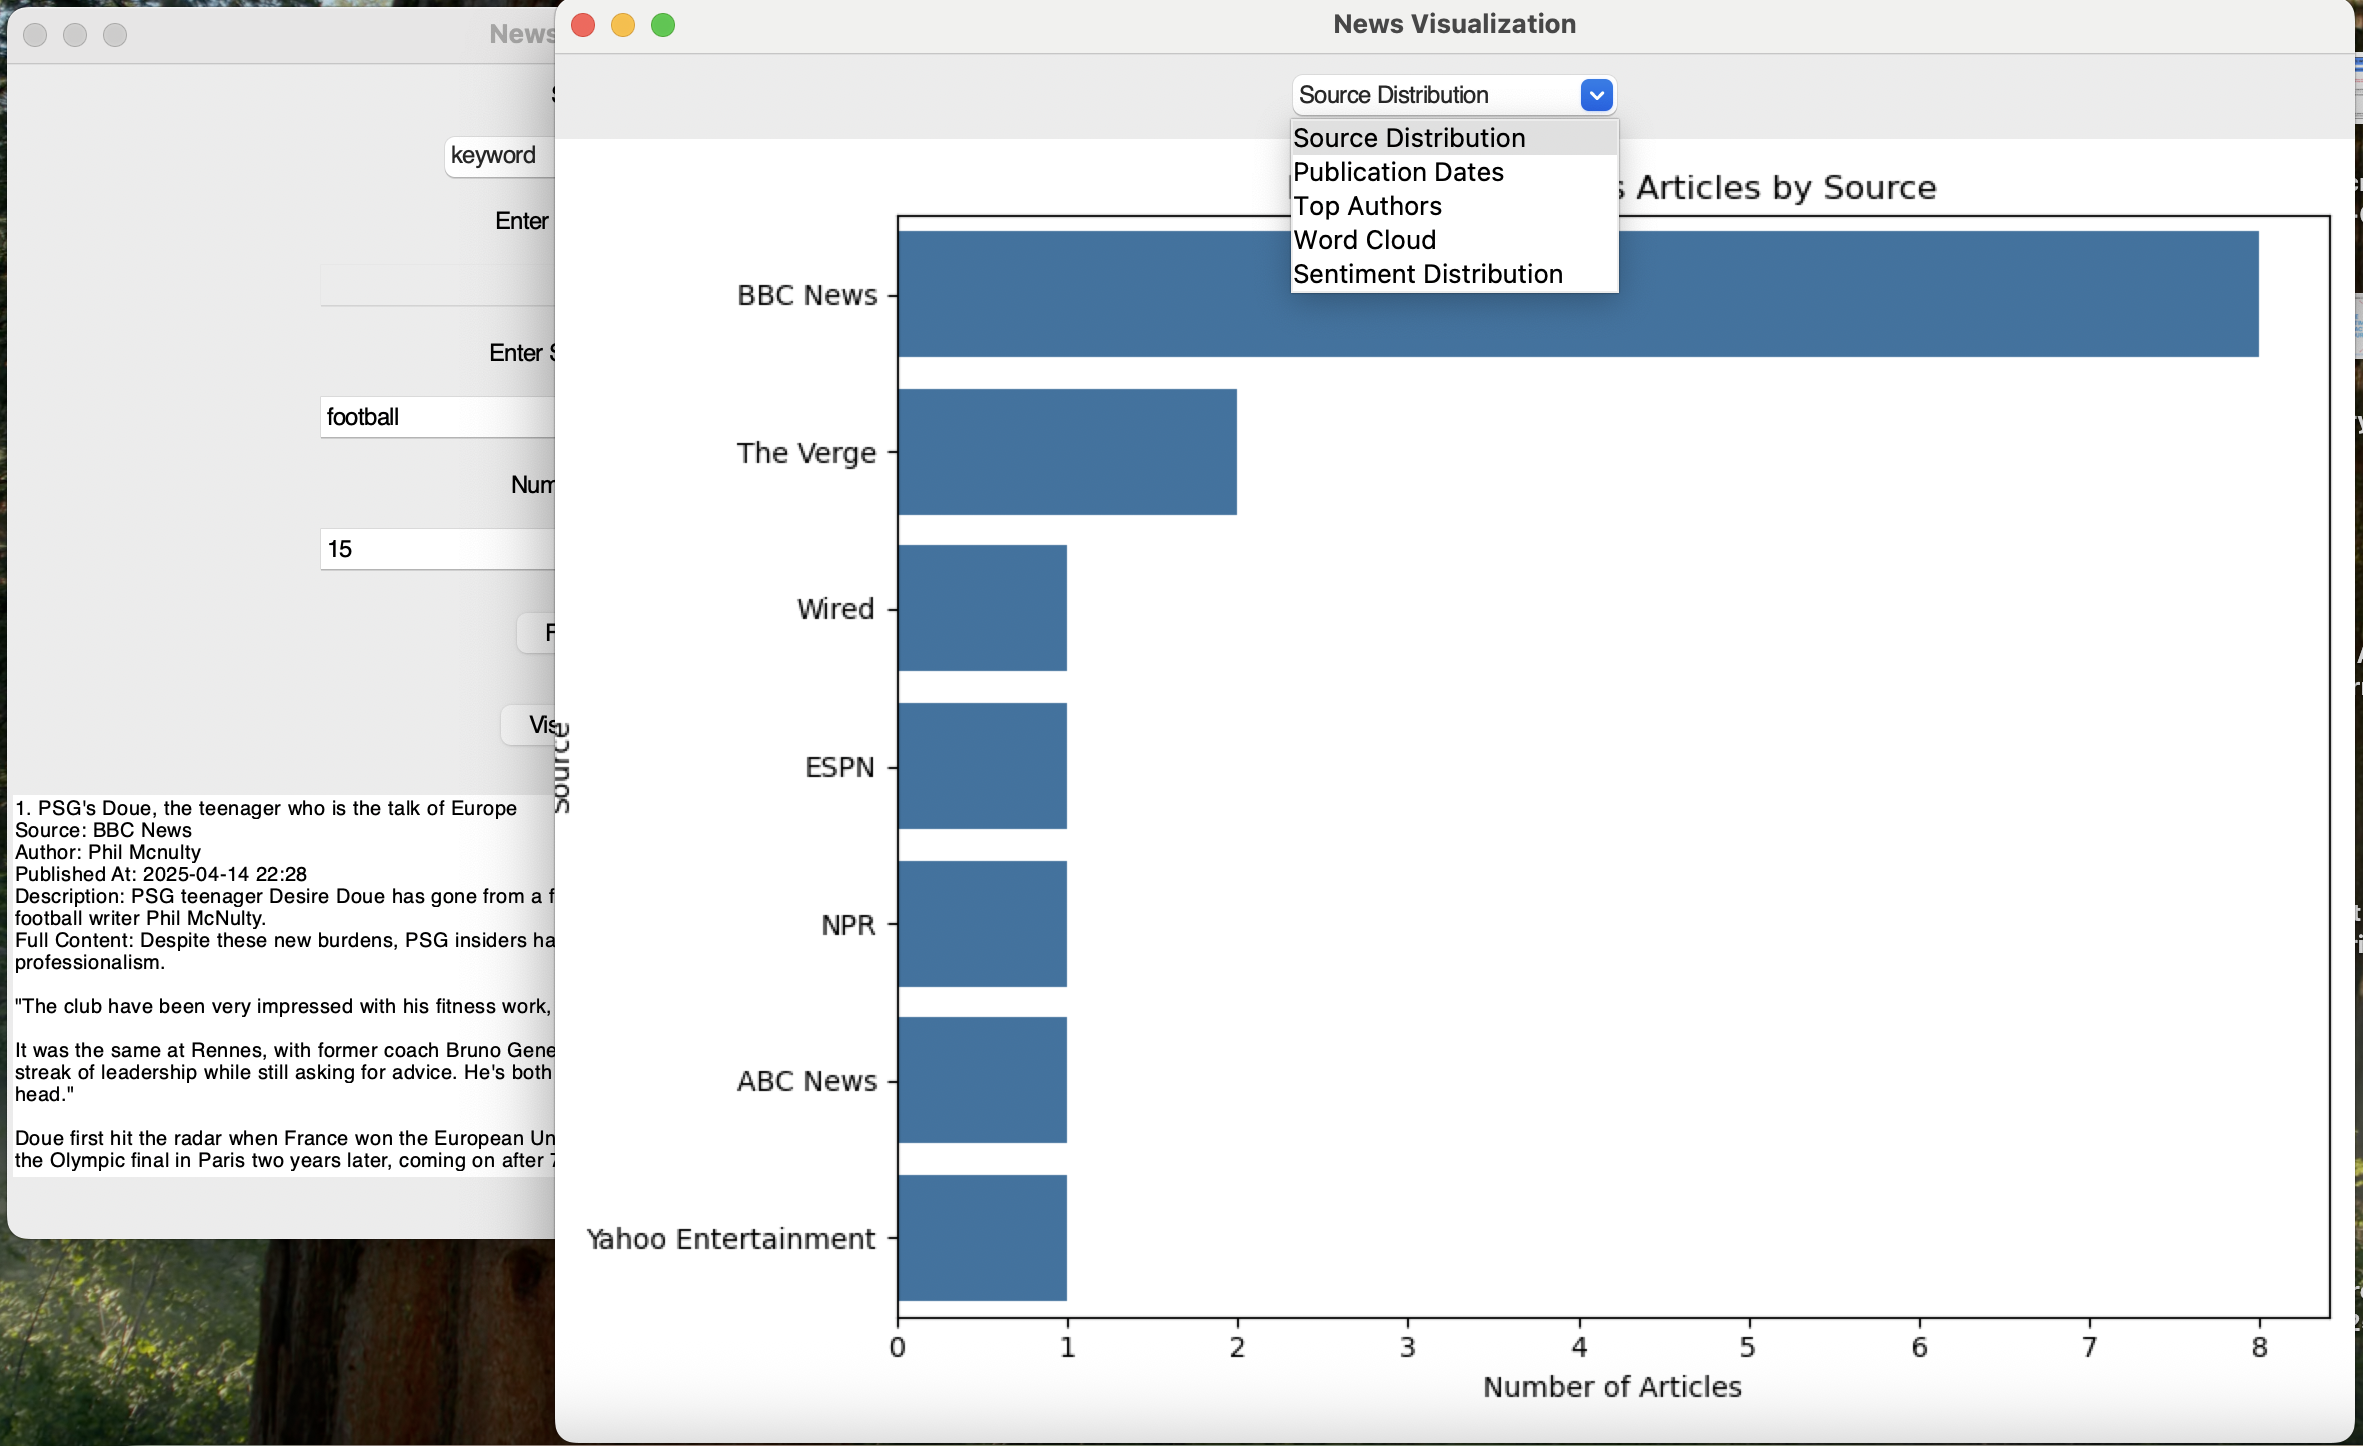 News
keyword
Enter
Enter
football
15
1. PSG's Doue, the teenager who is the talk of Europe
Source: BBC News
Author: Phil Mcnulty
Published At: 2025-04-14 22:28
Description: PSG teenager Desire Doue has gone from a
football writer Phil McNulty.
Full Content: Despite these new burdens, PSG insiders
professionalism.
"The club have been very impressed with his fitness work,
It was the same at Rennes, with former coach Bruno
streak of leadership while still asking for advice. He's both
head."
Doue first hit the radar when France won the European
the Olympic final in Paris two years later, coming on after
News Visualization
Source Distribution
Source Distribution
Publication Dates
Top Authors
Word Cloud
Sentiment Distribution
Articles by Source
Source
BBC News
The Verge
Wired
ESPN
NPR
ABC News
Yahoo Entertainment
0 1 2 3 4 5 6 7 8
Number of Articles